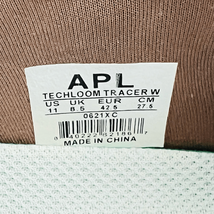 APL
TECHLOOM TRACER W
US UK EUR CM
11 8.5 42.5 27.5
0621XC
MADE IN CHINA